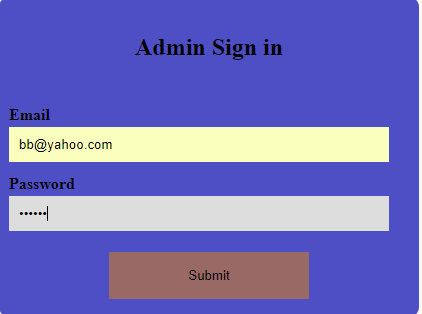 Admin Sign in
Email
bb@yahoo.com
Password
••••••
Submit